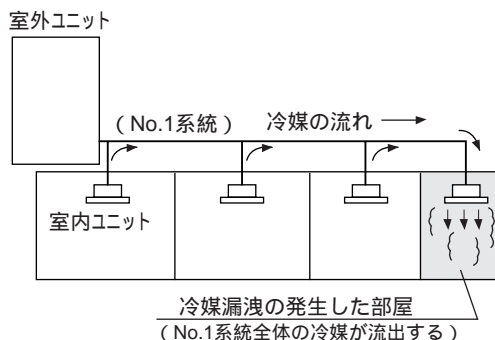 室外ユニット
（No.1系統） 冷媒の流れ
室内ユニット
冷媒漏洩の発生した部屋
（No.1系統全体の冷媒が流出する）